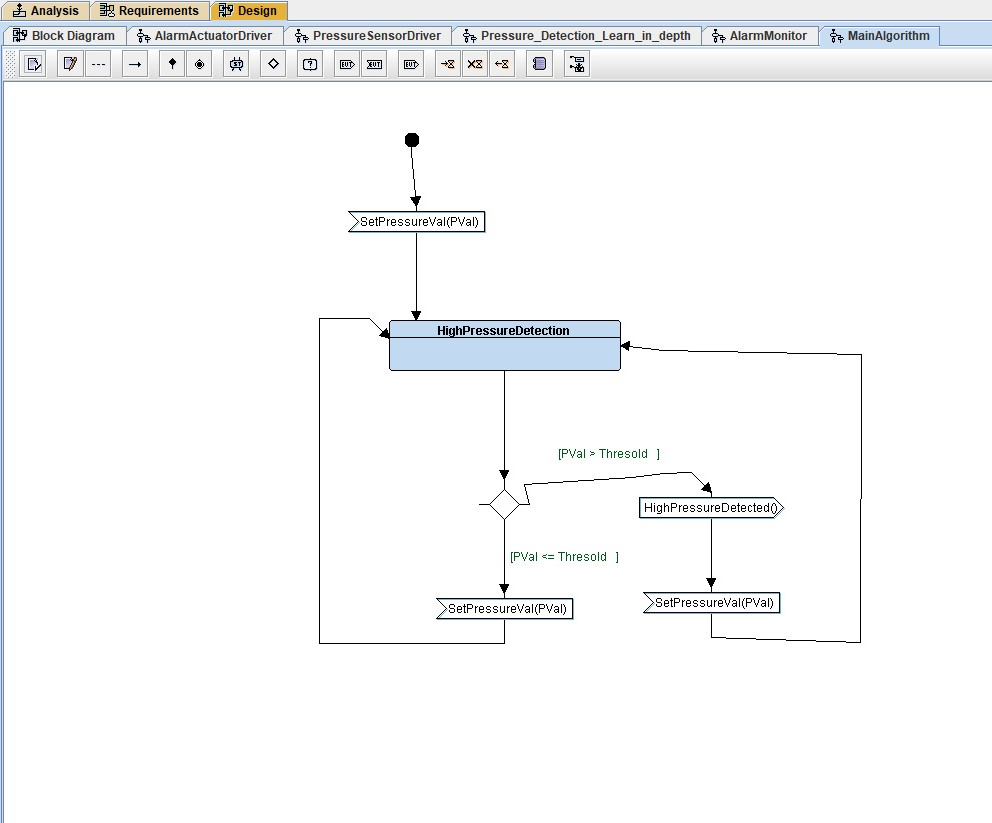 Analysis Requirements Design
Block Diagram AlarmActuatorDriver PressureSensorDriver Pressure_Detection_Learn_in_depth AlarmMonitor MainAlgorithm
SetPressureVal(PVal)
HighPressureDetection
[PVal > Thresold ]
HighPressureDetected()
[PVal <= Thresold ]
SetPressureVal(PVal)
SetPressureVal(PVal)